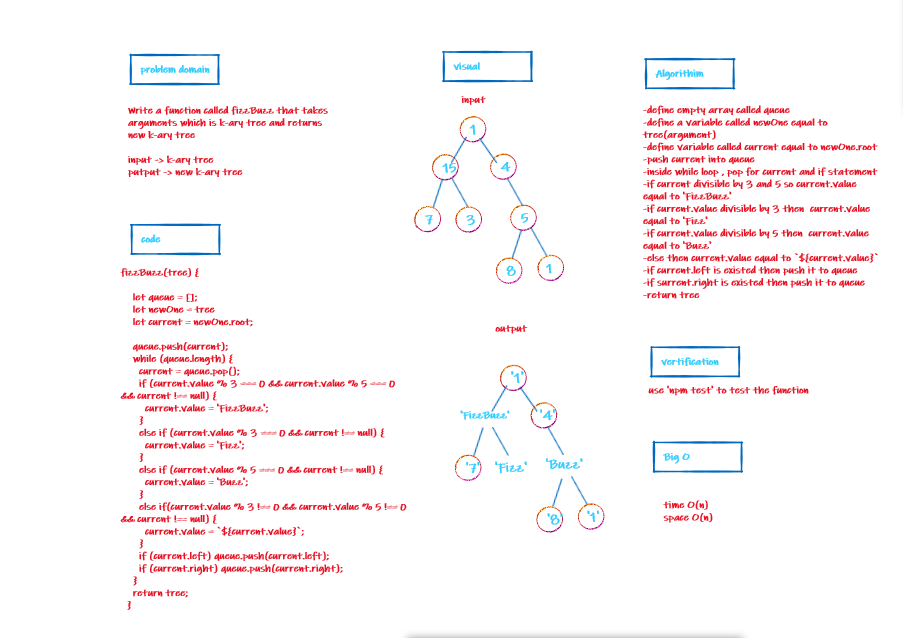 problem domain
Write a function called fizzBuzz that takes
arguments which is k-ary tree and returns
new k-ary tree
input -> k-ary tree
putput -> new k-ary tree
code
fizzBuzz(tree) {
let queue = [];
let newOne = tree
let current = newOne.root;
queue.push(current);
while (queue.length) {
current = queue.pop();
if (current.value % 3 === 0 && current.value % 5 === 0
&& current !== null) {
current.value = 'FizzBuzz';
}
else if (current.value % 3 === 0 && current !== null) {
current.value = 'Fizz';
}
else if (current.value % 5 === 0 && current !== null) {
current.value = 'Buzz';
}
else if(current.value % 3 !== 0 && current.value % 5 !== 0
&& current !== null) {
current.value = `${current.value}`;
}
if (current.left) queue.push(current.left);
if (current.right) queue.push(current.right);
}
return tree;
}
visual
input
1
15
4
7
3
5
8
1
output
'1'
'FizzBuzz'
'4'
'7'
'Fizz'
'Buzz'
'8'
'1'
Algorithim
-define empty array called queue
-define a variable called newOne equal to
tree(argument)
-define variable called current equal to newOne.root
-push current into queue
-inside while loop , pop for current and if statement
-if current divisible by 3 and 5 so current.value
equal to 'FizzBuzz'
-if current.value divisible by 3 then current.value
equal to 'Fizz'
-if current.value divisible by 5 then current.value
equal to 'Buzz'
-else then current.value equal to `${current.value}`
-if current.left is existed then push it to queue
-if surrent.right is existed then push it to queue
-return tree
vertification
use 'npm test' to test the function
Big O
time O(n)
space O(n)